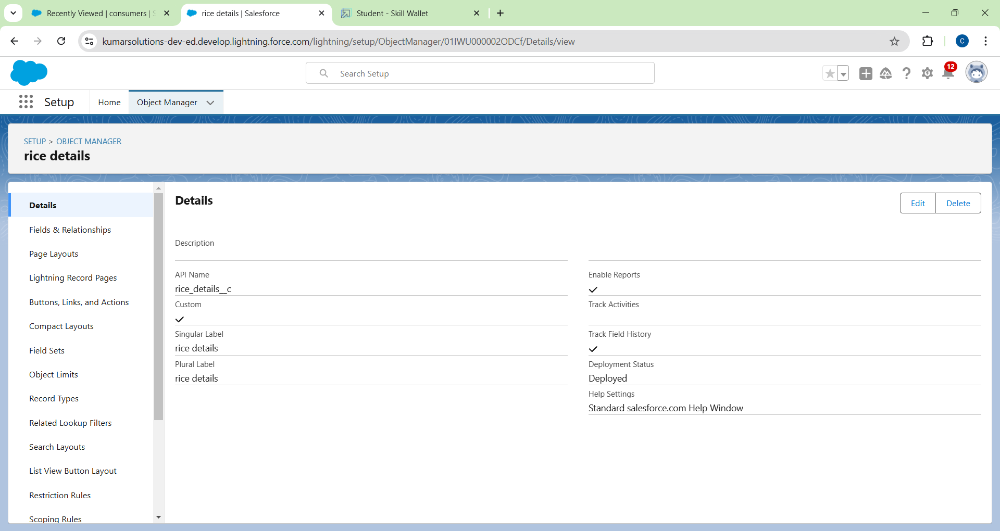 Recently Viewed | consumers | S
rice details | Salesforce
Student - Skill Wallet
kumarsolutions-dev-ed.develop.lightning.force.com/lightning/setup/ObjectManager/01IWU000002ODCf/Details/view
C
Search Setup
12
Setup
Home
Object Manager
SETUP > OBJECT MANAGER
rice details
Details
Fields & Relationships
Page Layouts
Lightning Record Pages
Buttons, Links, and Actions
Compact Layouts
Field Sets
Object Limits
Record Types
Related Lookup Filters
Search Layouts
List View Button Layout
Restriction Rules
Scoping Rules
Details
Edit
Delete
Description
API Name
rice_details__c
Custom
Singular Label
rice details
Plural Label
rice details
Enable Reports
Track Activities
Track Field History
Deployment Status
Deployed
Help Settings
Standard salesforce.com Help Window